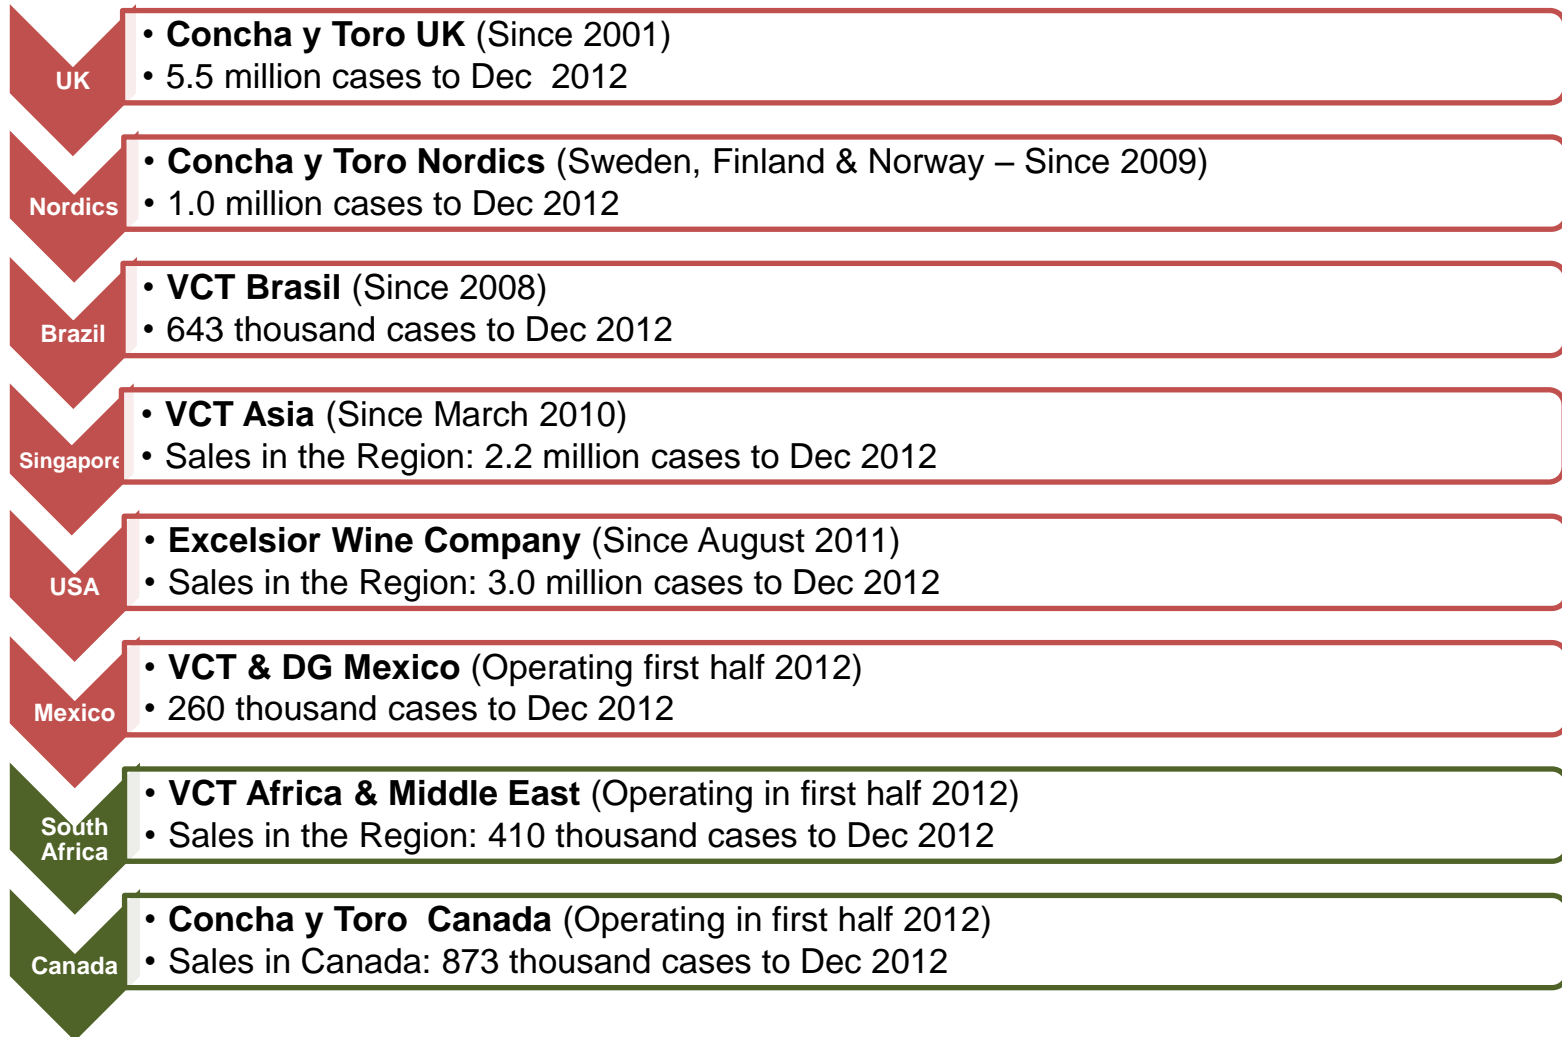 • Concha y Toro UK (Since 2001)
UK
• 5.5 million cases to Dec 2012
• Concha y Toro Nordics (Sweden, Finland & Norway – Since 2009)
Nordics
• 1.0 million cases to Dec 2012
• VCT Brasil (Since 2008)
Brazil
• 643 thousand cases to Dec 2012
• VCT Asia (Since March 2010)
Singapore
• Sales in the Region: 2.2 million cases to Dec 2012
• Excelsior Wine Company (Since August 2011)
USA
• Sales in the Region: 3.0 million cases to Dec 2012
• VCT & DG Mexico (Operating first half 2012)
Mexico
• 260 thousand cases to Dec 2012
• VCT Africa & Middle East (Operating in first half 2012)
South
Africa
• Sales in the Region: 410 thousand cases to Dec 2012
• Concha y Toro Canada (Operating in first half 2012)
Canada
• Sales in Canada: 873 thousand cases to Dec 2012